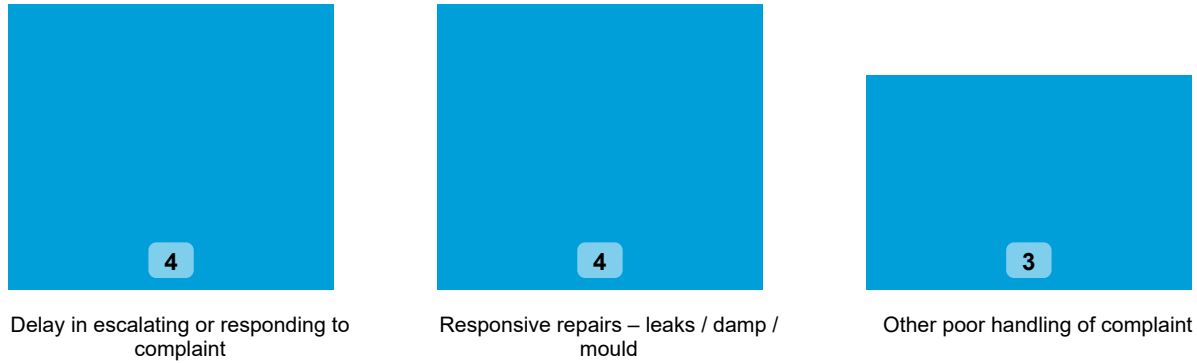 4
4
3
Delay in escalating or responding to
complaint
Responsive repairs – leaks / damp /
mould
Other poor handling of complaint